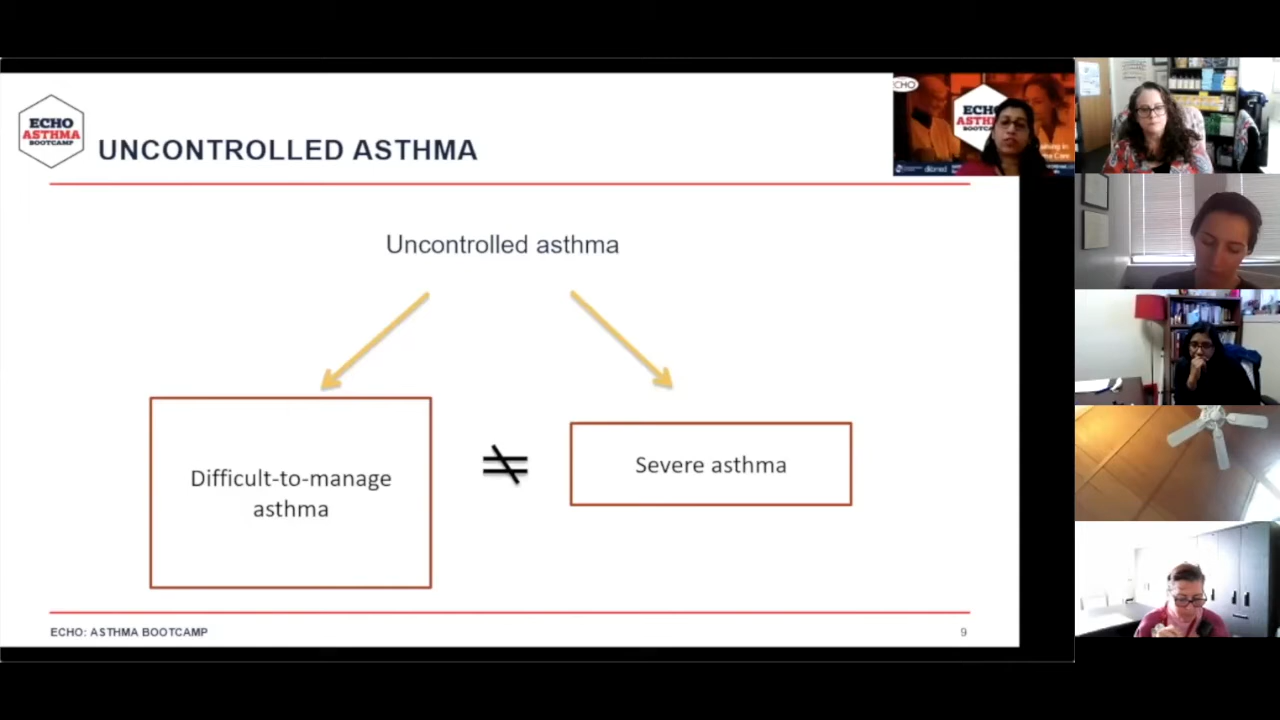 ECHO
ASTHMA
BOOTCAMP
UNCONTROLLED ASTHMA
Uncontrolled asthma
Difficult-to-manage
asthma
≠
Severe asthma
ECHO: ASTHMA BOOTCAMP
9